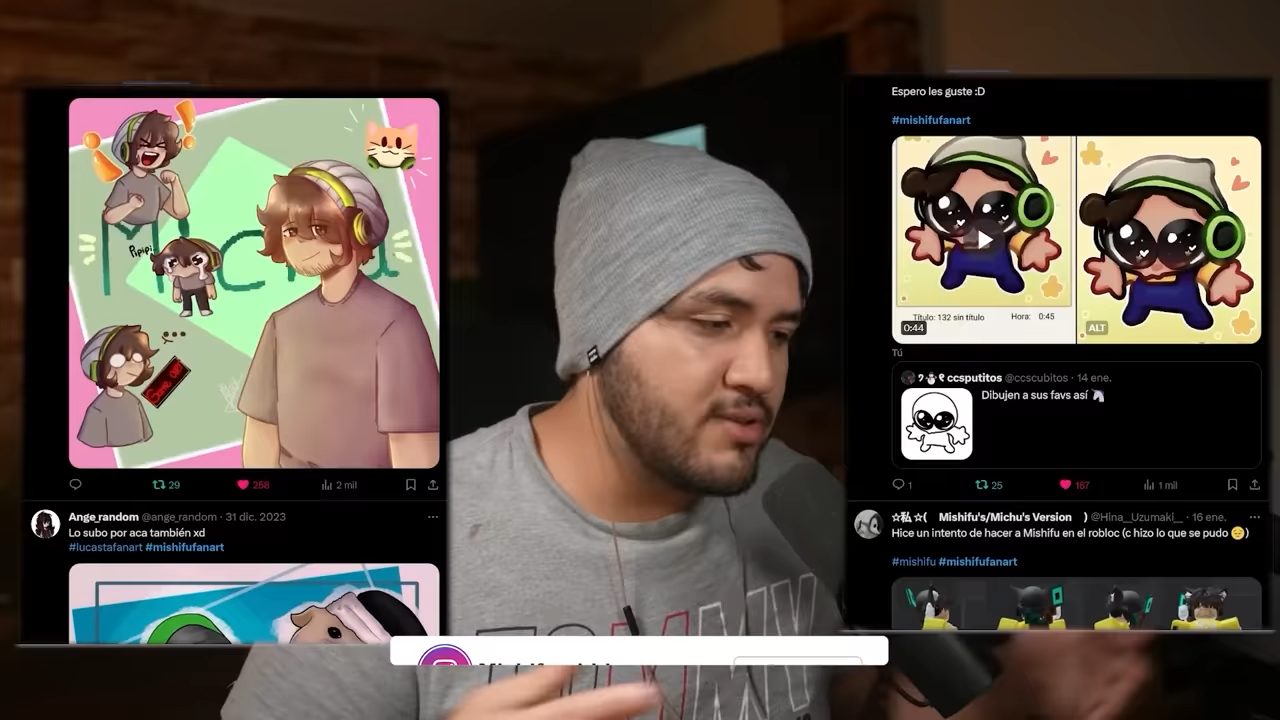 Pipipi
29
258
2 mil
Ange_random @ange_random · 31 dic. 2023
Lo subo por aca también xd
#lucastafanart #mishifufanart
Espero les guste :D
#mishifufanart
Título: 132 sin título
Hora: 0:45
0:44
ALT
Tú
ccsputitos @ccscubitos · 14 ene.
Dibujen a sus favs así 🦄
1
25
167
1 mil
☆私 ☆( Mishifu's/Michu's Version ) @Hina__Uzumaki__ · 16 ene.
Hice un intento de hacer a Mishifu en el robloc (c hizo lo que se pudo 😔)
#mishifu #mishifufanart
TOMMY